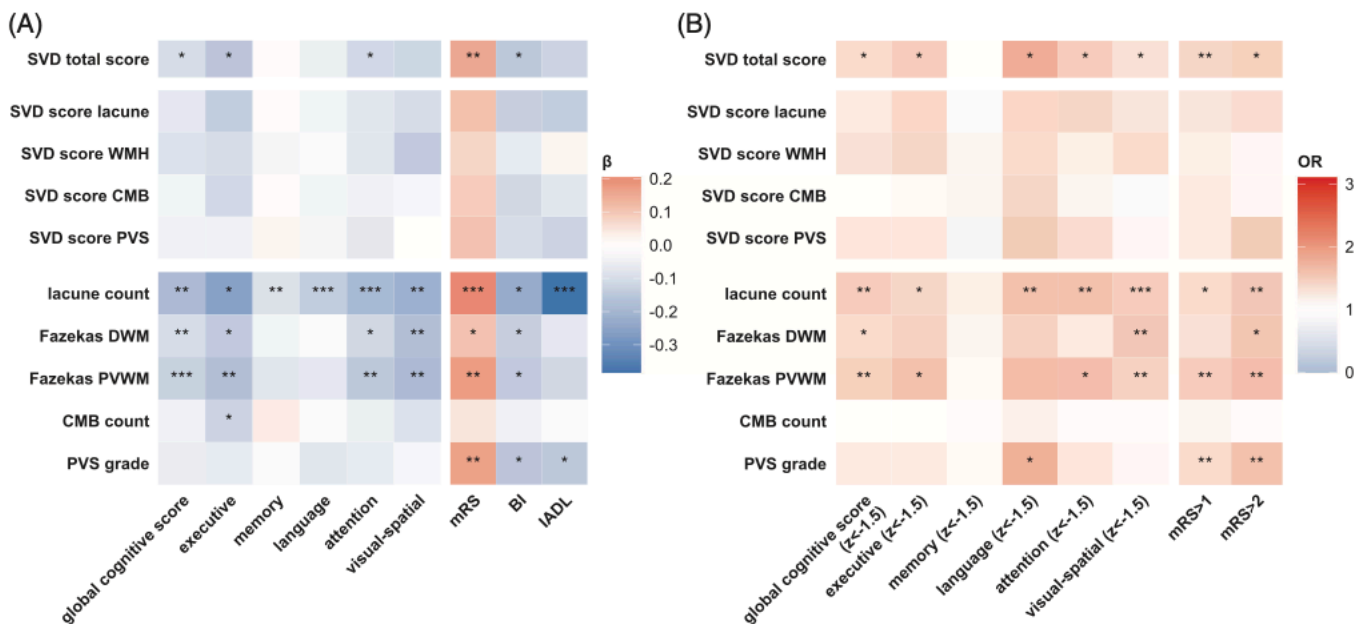 (A)
SVD total score * * * ** *
SVD score lacune
SVD score WMH
SVD score CMB
SVD score PVS
lacune count ** * ** *** *** ** *** * ***
Fazekas DWM ** * * ** * *
Fazekas PVWM *** ** ** ** ** *
CMB count *
PVS grade ** * *
global cognitive score
executive
memory
language
attention
visual-spatial
mRS
BI
IADL
β
0.2
0.1
0.0
-0.1
-0.2
-0.3
(B)
SVD total score * * * * * ** *
SVD score lacune
SVD score WMH
SVD score CMB
SVD score PVS
lacune count ** * ** ** *** * **
Fazekas DWM * ** *
Fazekas PVWM ** * * ** ** **
CMB count
PVS grade * ** **
global cognitive score
(z<-1.5)
executive (z<-1.5)
memory (z<-1.5)
language (z<-1.5)
attention (z<-1.5)
visual-spatial (z<-1.5)
mRS>1
mRS>2
OR
3
2
1
0